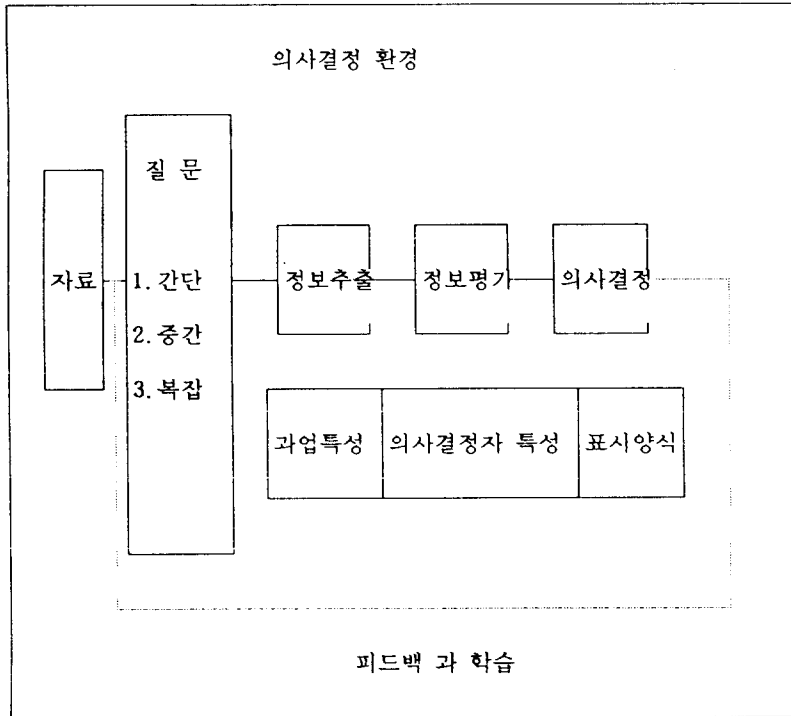 의사결정 환경
질 문
자료
1. 간단
정보추출
정보평가
의사결정
2. 중간
3. 복잡
과업특성
의사결정자 특성
표시양식
피드백 과 학습